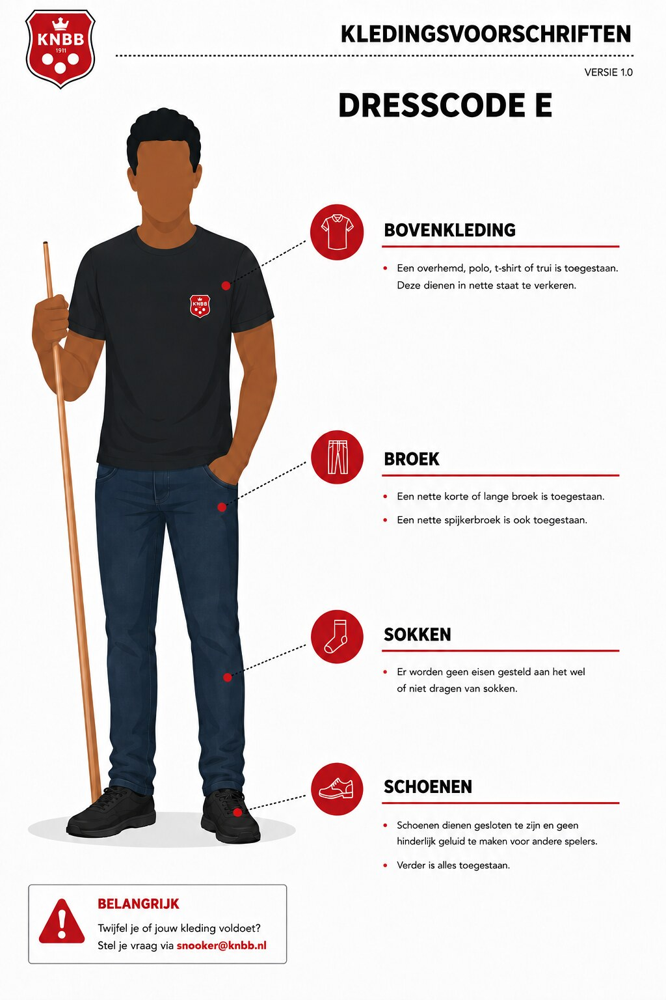 KNBB
1911
KLEDINGSVOORSCHRIFTEN
VERSIE 1.0
DRESSCODE E
KNBB
BOVENKLEDING
• Een overhemd, polo, t-shirt of trui is toegestaan.
Deze dienen in nette staat te verkeren.
BROEK
• Een nette korte of lange broek is toegestaan.
• Een nette spijkerbroek is ook toegestaan.
SOKKEN
• Er worden geen eisen gesteld aan het wel
of niet dragen van sokken.
SCHOENEN
• Schoenen dienen gesloten te zijn en geen
hinderlijk geluid te maken voor andere spelers.
• Verder is alles toegestaan.
BELANGRIJK
Twijfel je of jouw kleding voldoet?
Stel je vraag via snooker@knbb.nl